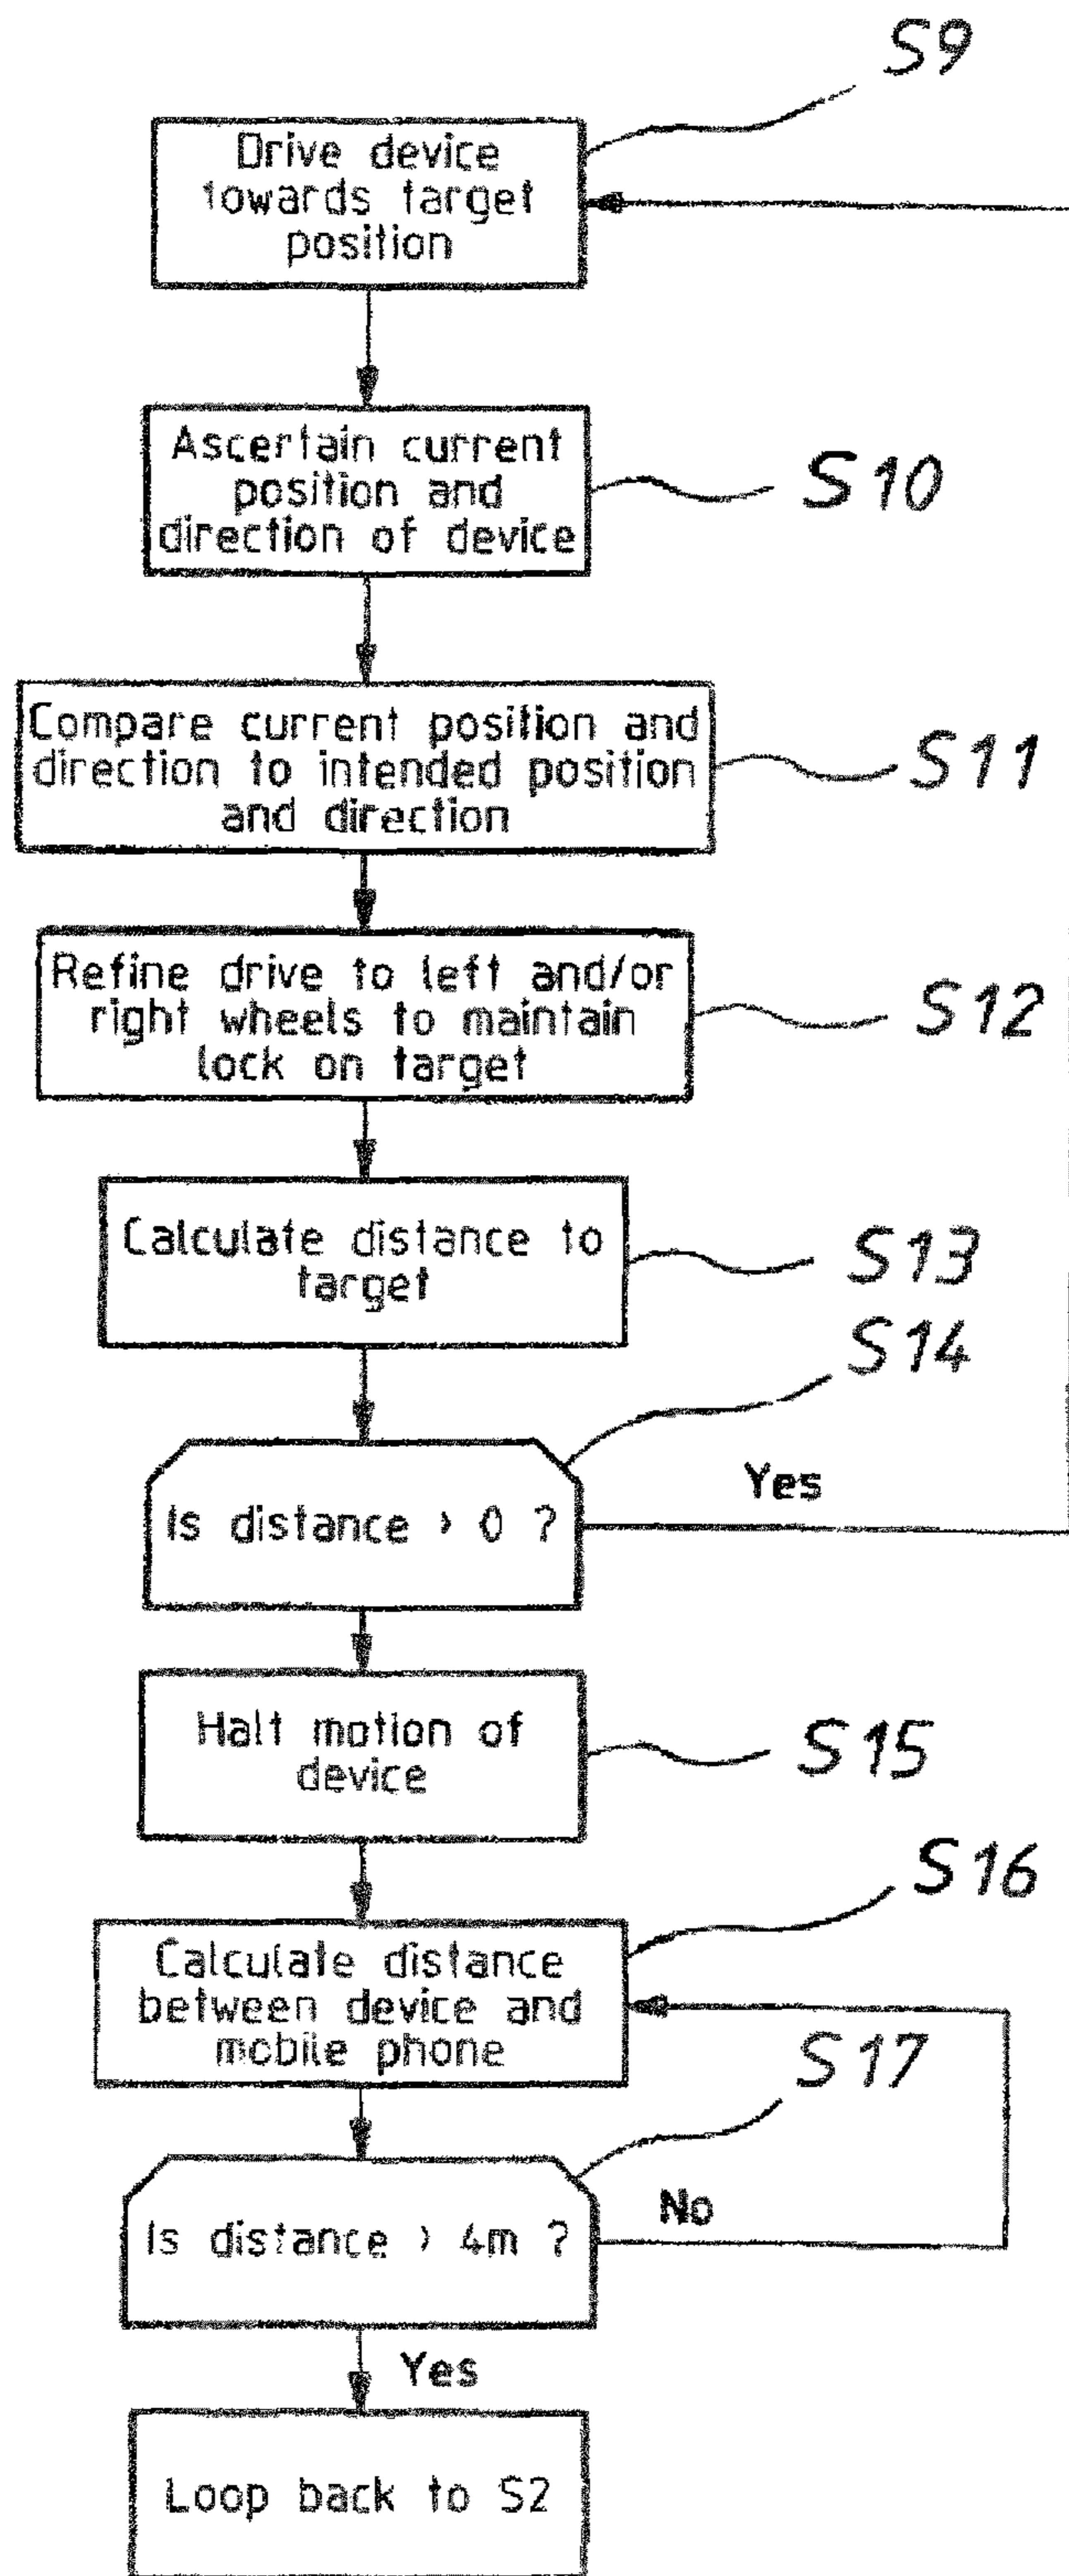 S9
Drive device
towards target
position
Ascertain current
position and
direction of device
S10
Compare current position and
direction to intended position
and direction
S11
Refine drive to left and/or
right wheels to maintain
lock on target
S12
Calculate distance to
target
S13
S14
Is distance > 0 ?
Yes
Halt motion of
device
S15
S16
Calculate distance
between device and
mobile phone
S17
Is distance > 4m ?
No
Yes
Loop back to S2